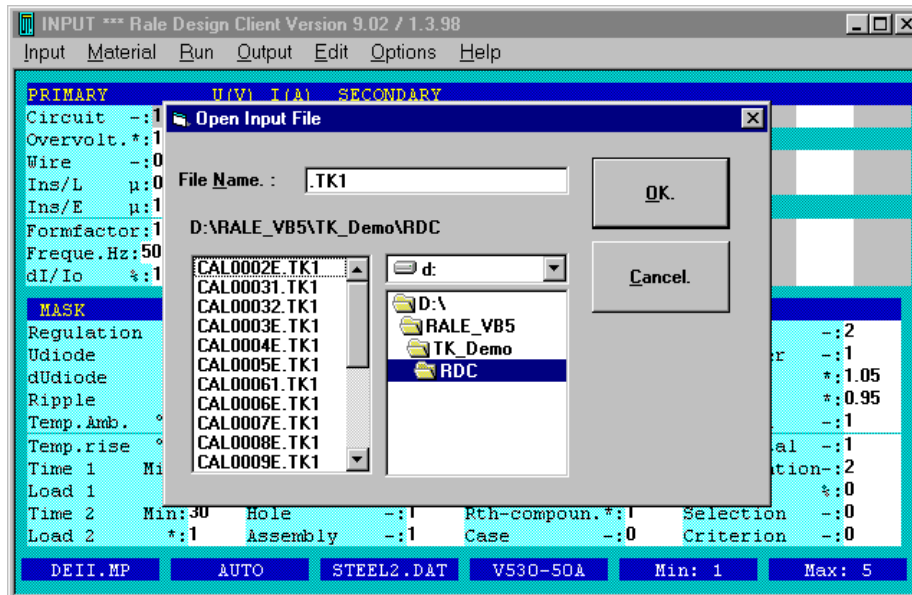 INPUT *** Rale Design Client Version 9.02 / 1.3.98
Input Material Run Output Edit Options Help
PRIMARY U(V) I(A) SECONDARY
Circuit -:1
Overvolt.*:1
Wire -:0
Ins/L µ:0
Ins/E µ:1
Formfactor:1
Freque.Hz:50
dI/Io %:1
Open Input File
File Name. : .TK1
OK.
Cancel.
D:\RALE_VB5\TK_Demo\RDC
CAL0002E.TK1
CAL00031.TK1
CAL00032.TK1
CAL0003E.TK1
CAL0004E.TK1
CAL0005E.TK1
CAL00061.TK1
CAL0006E.TK1
CAL0007E.TK1
CAL0008E.TK1
CAL0009E.TK1
d:
D:\
RALE_VB5
TK_Demo
RDC
MASK
Regulation -:2
Udiode r -:1
dUdiode *:1.05
Ripple *:0.95
Temp.Amb. ° -:1
Temp.rise ° al -:1
Time 1 Mi tion-:2
Load 1 %:0
Time 2 Min:30 Hole -:1 Rth-compoun.*:1 Selection -:0
Load 2 *:1 Assembly -:1 Case -:0 Criterion -:0
DEII.MP AUTO STEEL2.DAT V530-50A Min: 1 Max: 5